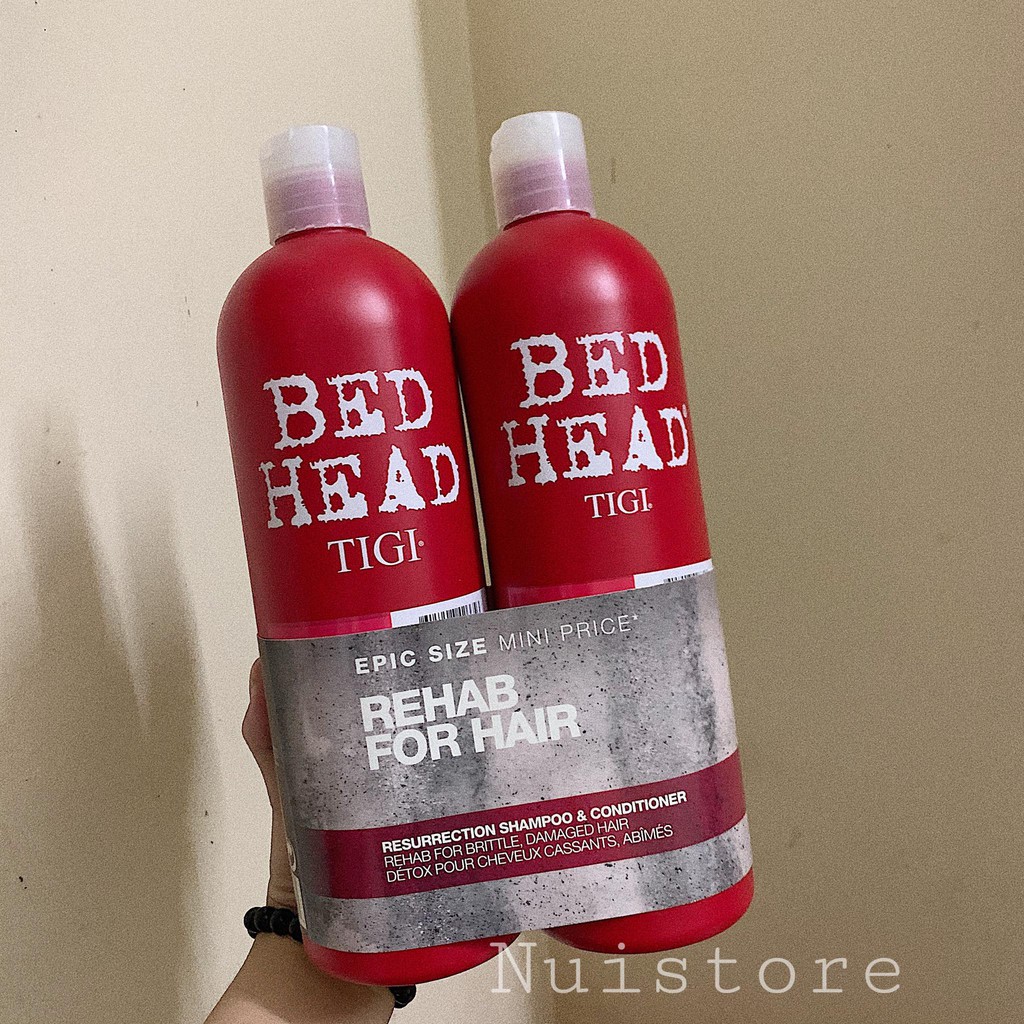 BED
HEAD
TIGI®
BED
HEAD®
TIGI®
EPIC SIZE MINI PRICE*
REHAB
FOR HAIR
RESURRECTION SHAMPOO & CONDITIONER
REHAB FOR BRITTLE, DAMAGED HAIR
DÉTOX POUR CHEVEUX CASSANTS, ABÎMÉS
Nuistore